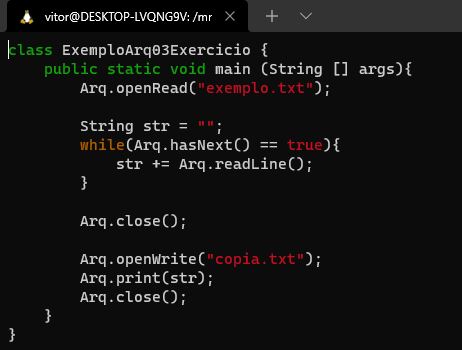 vitor@DESKTOP-LVQNG9V: /mr
class ExemploArq03Exercicio {
    public static void main (String [] args){
        Arq.openRead("exemplo.txt");

        String str = "";
        while(Arq.hasNext() == true){
            str += Arq.readLine();
        }

        Arq.close();

        Arq.openWrite("copia.txt");
        Arq.print(str);
        Arq.close();
    }
}